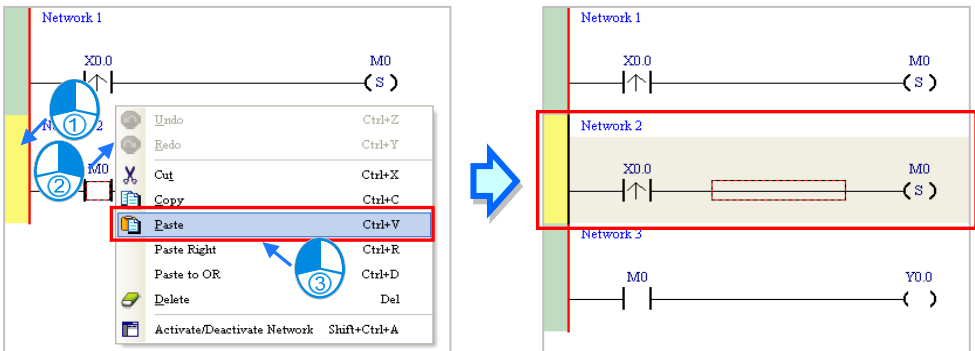 Network 1
X0.0 M0
( S )
① 2
② M0
Undo Ctrl+Z
Redo Ctrl+Y
Cut Ctrl+X
Copy Ctrl+C
Paste Ctrl+V
Paste Right Ctrl+R
Paste to OR Ctrl+D
Delete Del
Activate/Deactivate Network Shift+Ctrl+A
③
Network 1
X0.0 M0
( S )
Network 2
X0.0 M0
( S )
Network 3
M0 Y0.0
( )